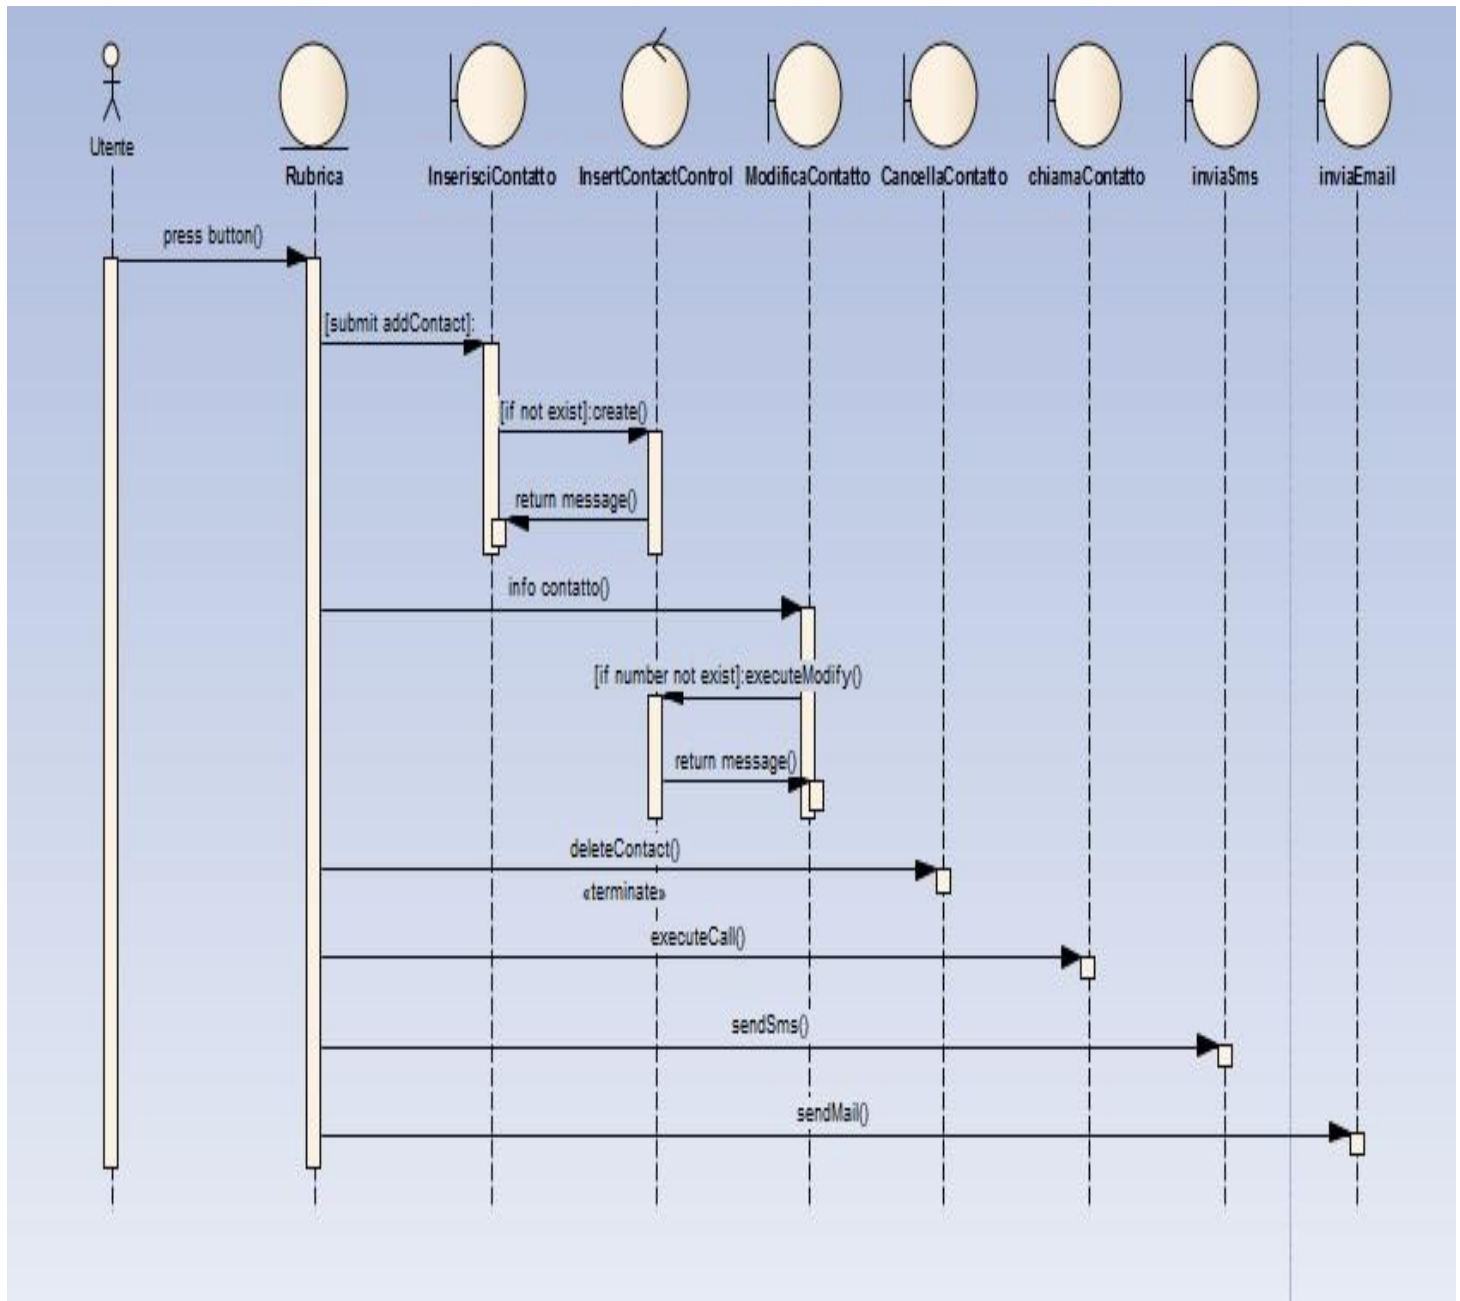 Utente
Rubrica
InserisciContatto
InsertContactControl
ModificaContatto
CancellaContatto
chiamaContatto
inviaSms
inviaEmail
press button()
[submit addContact]:
[if not exist]:create()
return message()
info contatto()
[if number not exist]:executeModify()
return message()
deleteContact()
«terminate»
executeCall()
sendSms()
sendMail()